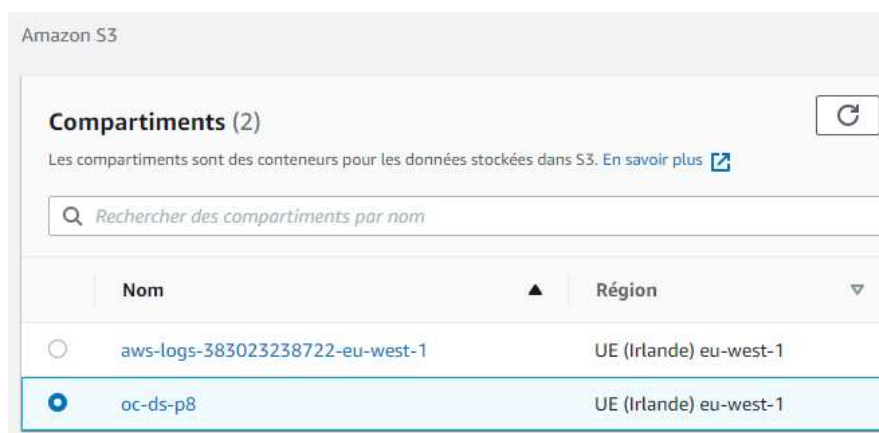 Amazon S3
Compartiments (2)
Les compartiments sont des conteneurs pour les données stockées dans S3. En savoir plus
Rechercher des compartiments par nom
Nom Région
aws-logs-383023238722-eu-west-1 UE (Irlande) eu-west-1
oc-ds-p8 UE (Irlande) eu-west-1